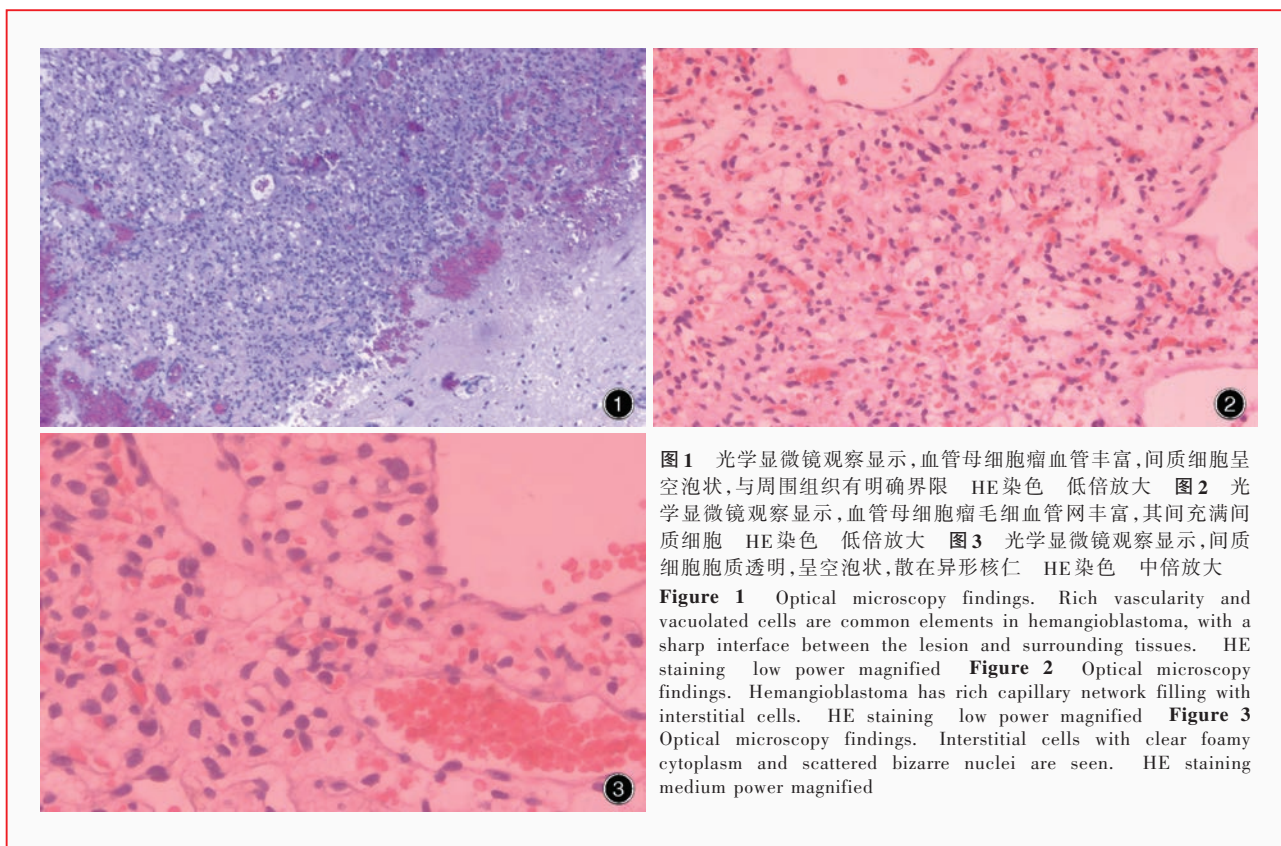 1
2
3
图1 光学显微镜观察显示,血管母细胞瘤血管丰富,间质细胞呈
空泡状,与周围组织有明确界限 HE染色 低倍放大 图2 光
学显微镜观察显示,血管母细胞瘤毛细血管网丰富,其间充满间
质细胞 HE染色 低倍放大 图3 光学显微镜观察显示,间质
细胞胞质透明,呈空泡状,散在异形核仁 HE染色 中倍放大
Figure 1 Optical microscopy findings. Rich vascularity and
vacuolated cells are common elements in hemangioblastoma, with a
sharp interface between the lesion and surrounding tissues. HE
staining low power magnified Figure 2 Optical microscopy
findings. Hemangioblastoma has rich capillary network filling with
interstitial cells. HE staining low power magnified Figure 3
Optical microscopy findings. Interstitial cells with clear foamy
cytoplasm and scattered bizarre nuclei are seen. HE staining
medium power magnified